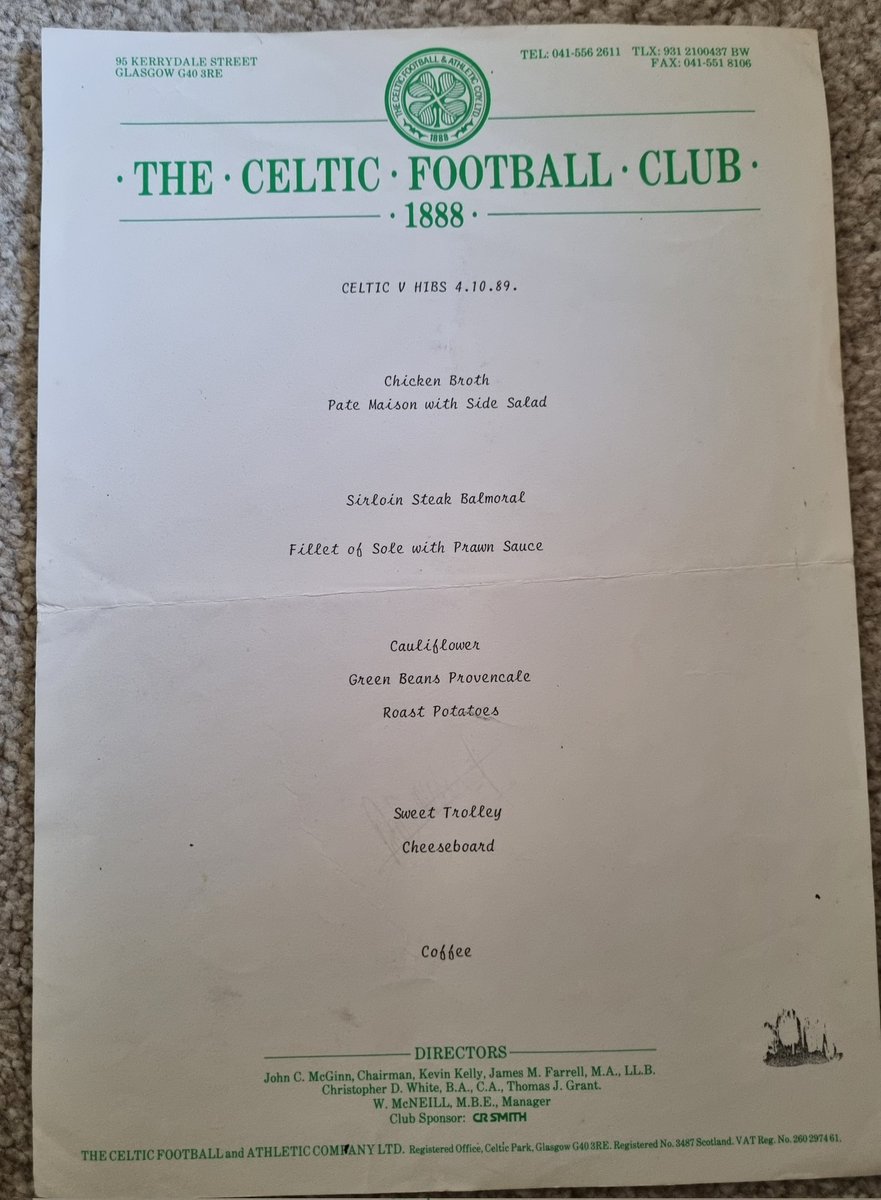 95 KERRYDALE STREET
GLASGOW G40 3RE
TEL: 041-556 2611 TLX: 931 2100437 BW
FAX: 041-551 8106
THE CELTIC FOOTBALL & ATHLETIC COY. LTD.
1888
· THE · CELTIC · FOOTBALL · CLUB ·
· 1888 ·
CELTIC V HIBS 4.10.89.
Chicken Broth
Pate Maison with Side Salad
Sirloin Steak Balmoral
Fillet of Sole with Prawn Sauce
Cauliflower
Green Beans Provencale
Roast Potatoes
Sweet Trolley
Cheeseboard
Coffee
DIRECTORS
John C. McGinn, Chairman, Kevin Kelly, James M. Farrell, M.A., LL.B.
Christopher D. White, B.A., C.A., Thomas J. Grant.
W. McNEILL, M.B.E., Manager
Club Sponsor: CR SMITH
THE CELTIC FOOTBALL and ATHLETIC COMPANY LTD. Registered Office, Celtic Park, Glasgow G40 3RE. Registered No. 3487 Scotland. VAT Reg. No. 260 2974 61.